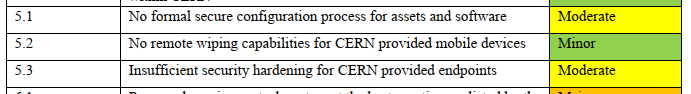 5.1 No formal secure configuration process for assets and software Moderate
5.2 No remote wiping capabilities for CERN provided mobile devices Minor
5.3 Insufficient security hardening for CERN provided endpoints Moderate